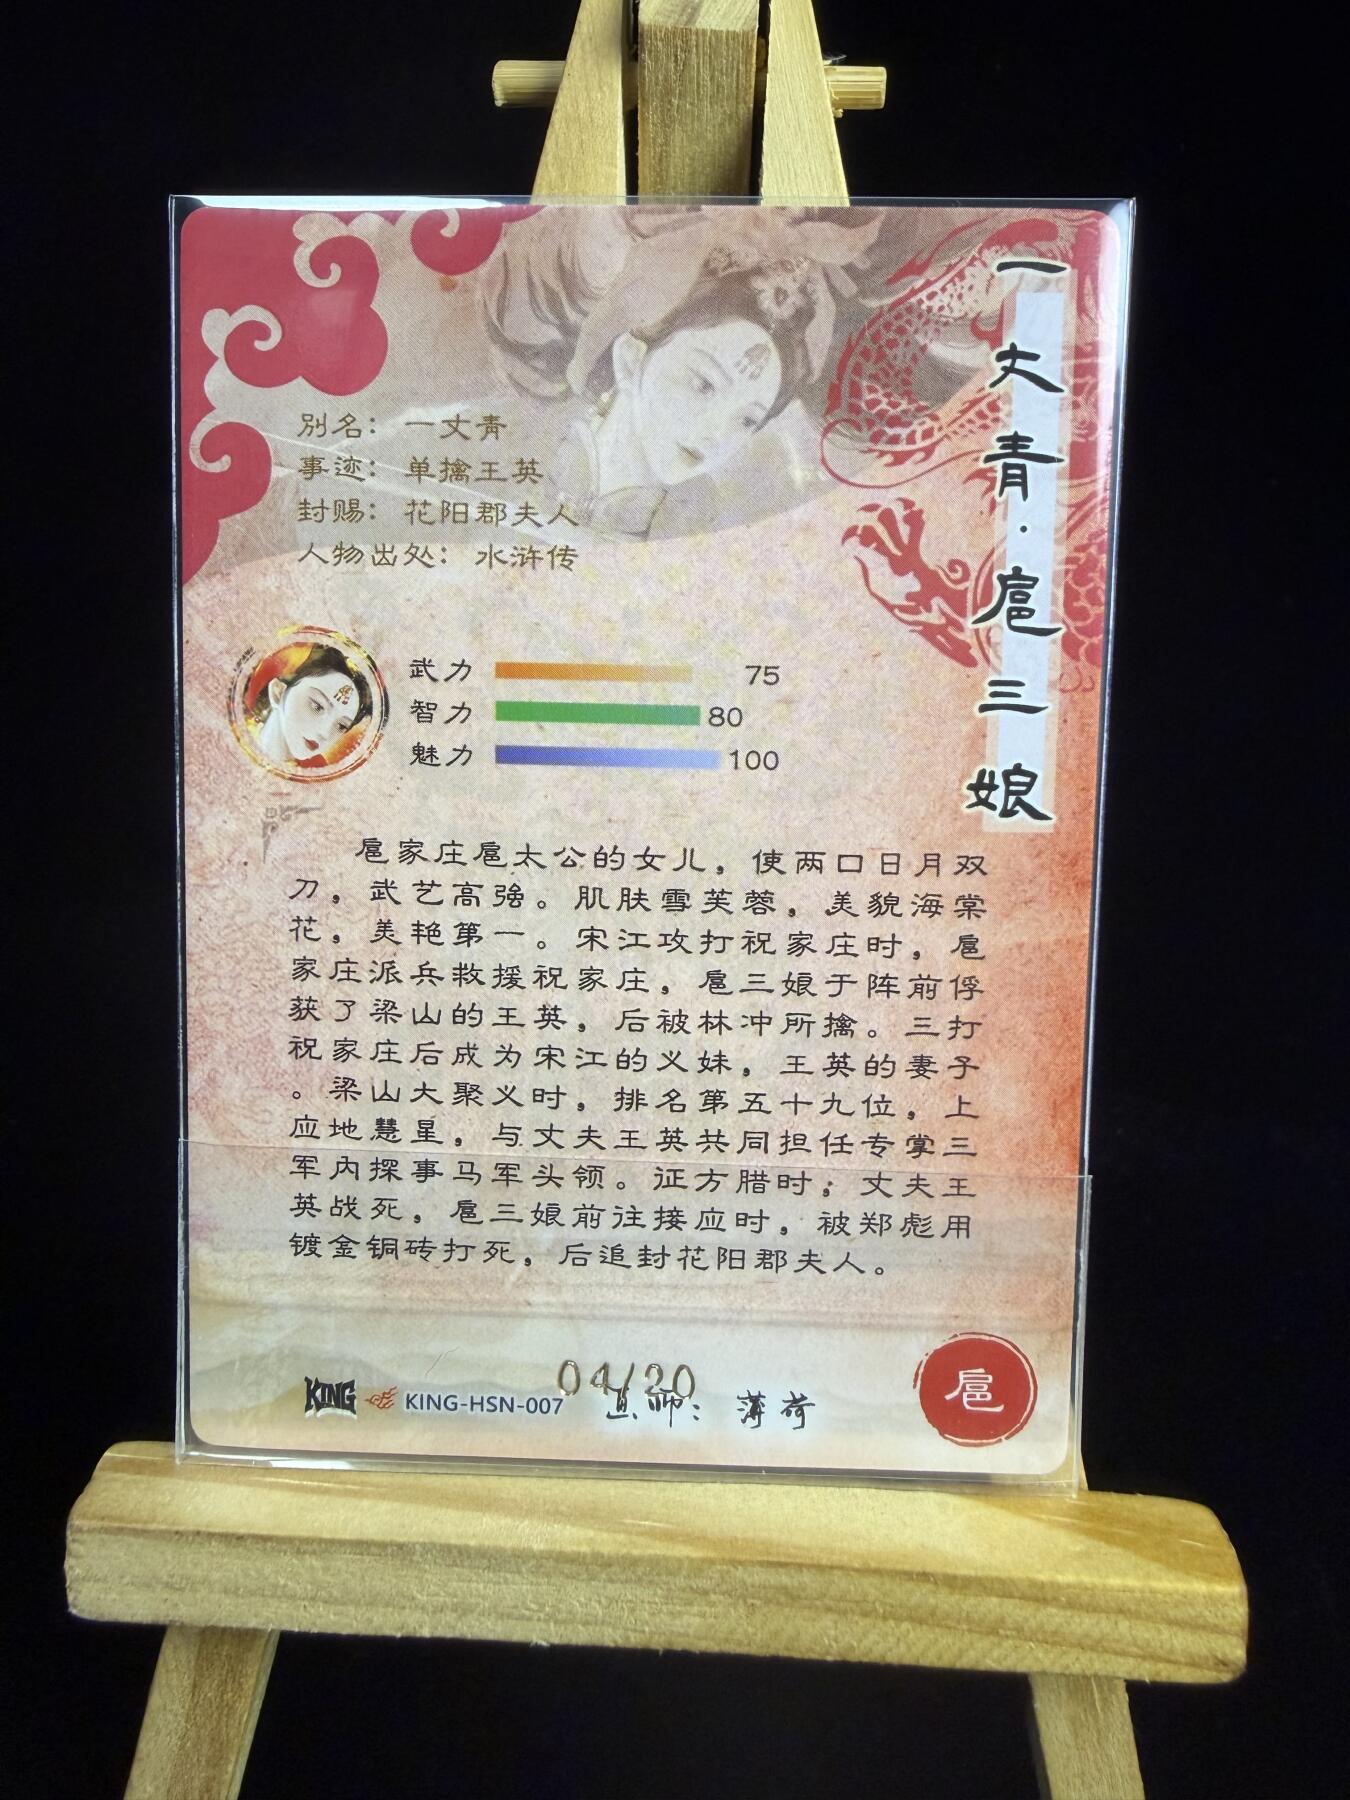 一丈青·扈三娘
别名：一丈青
事迹：单擒王英
封赐：花阳郡夫人
人物出处：水浒传
武力 75
智力 80
魅力 100
扈家庄扈太公的女儿，使两口日月双
刀，武艺高强。肌肤雪芙蓉，美貌海棠
花，美艳第一。宋江攻打祝家庄时，扈
家庄派兵救援祝家庄，扈三娘于阵前俘
获了梁山的王英，后被林冲所擒。三打
祝家庄后成为宋江的义妹，王英的妻子
。梁山大聚义时，排名第五十九位，上
应地慧星，与丈夫王英共同担任专掌三
军内探事马军头领。征方腊时；丈夫王
英战死，扈三娘前往接应时，被郑彪用
镀金铜砖打死，后追封花阳郡夫人。
04/20
KING KING-HSN-007 画师：薄荷
扈